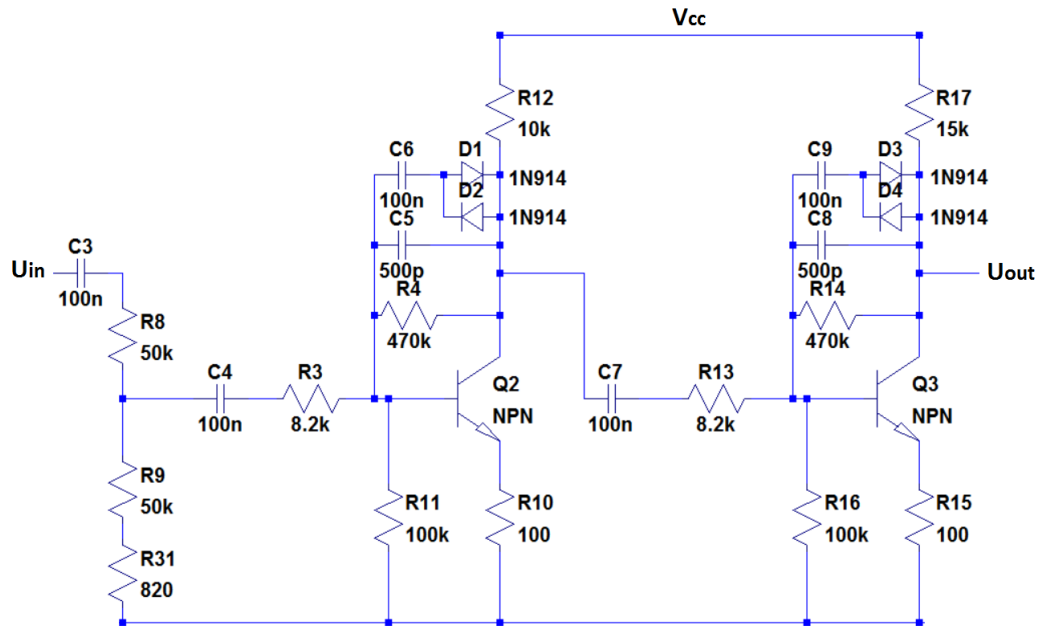 Vcc
R12
10k
R17
15k
C6
100n
D1
1N914
D2
1N914
C9
100n
D3
1N914
D4
1N914
C5
500p
C8
500p
C3
100n
Uin
Uout
R4
470k
R14
470k
R8
50k
C4
100n
R3
8.2k
Q2
NPN
C7
100n
R13
8.2k
Q3
NPN
R9
50k
R11
100k
R10
100
R16
100k
R15
100
R31
820